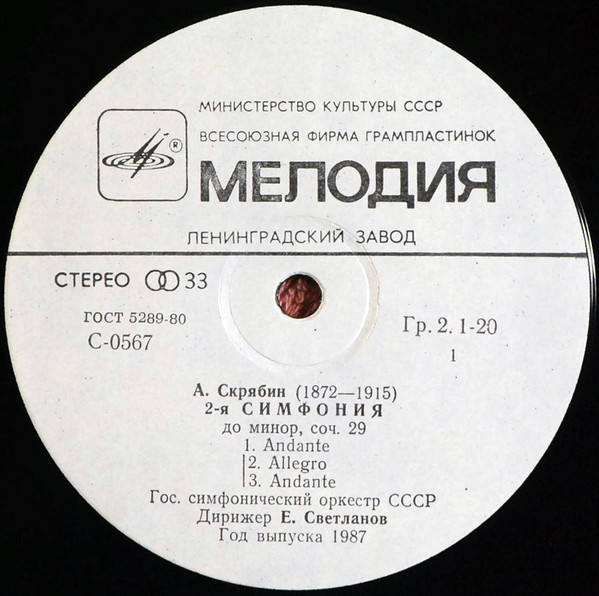 МИНИСТЕРСТВО КУЛЬТУРЫ СССР
ВСЕСОЮЗНАЯ ФИРМА ГРАМПЛАСТИНОК
®
МЕЛОДИЯ
ЛЕНИНГРАДСКИЙ ЗАВОД
СТЕРЕО 33
ГОСТ 5289-80
С-0567
Гр. 2. 1-20
1
А. Скрябин (1872—1915)
2-я СИМФОНИЯ
до минор, соч. 29
1. Andante
2. Allegro
3. Andante
Гос. симфонический оркестр СССР
Дирижер Е. Светланов
Год выпуска 1987